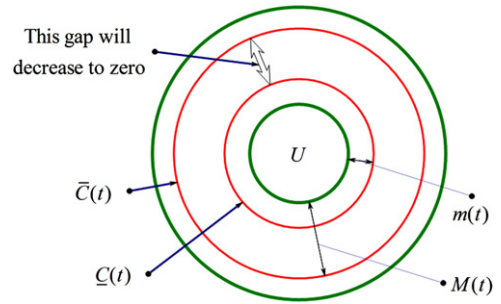 This gap will
decrease to zero
U
C̅(t)
m(t)
C̲(t)
M(t)